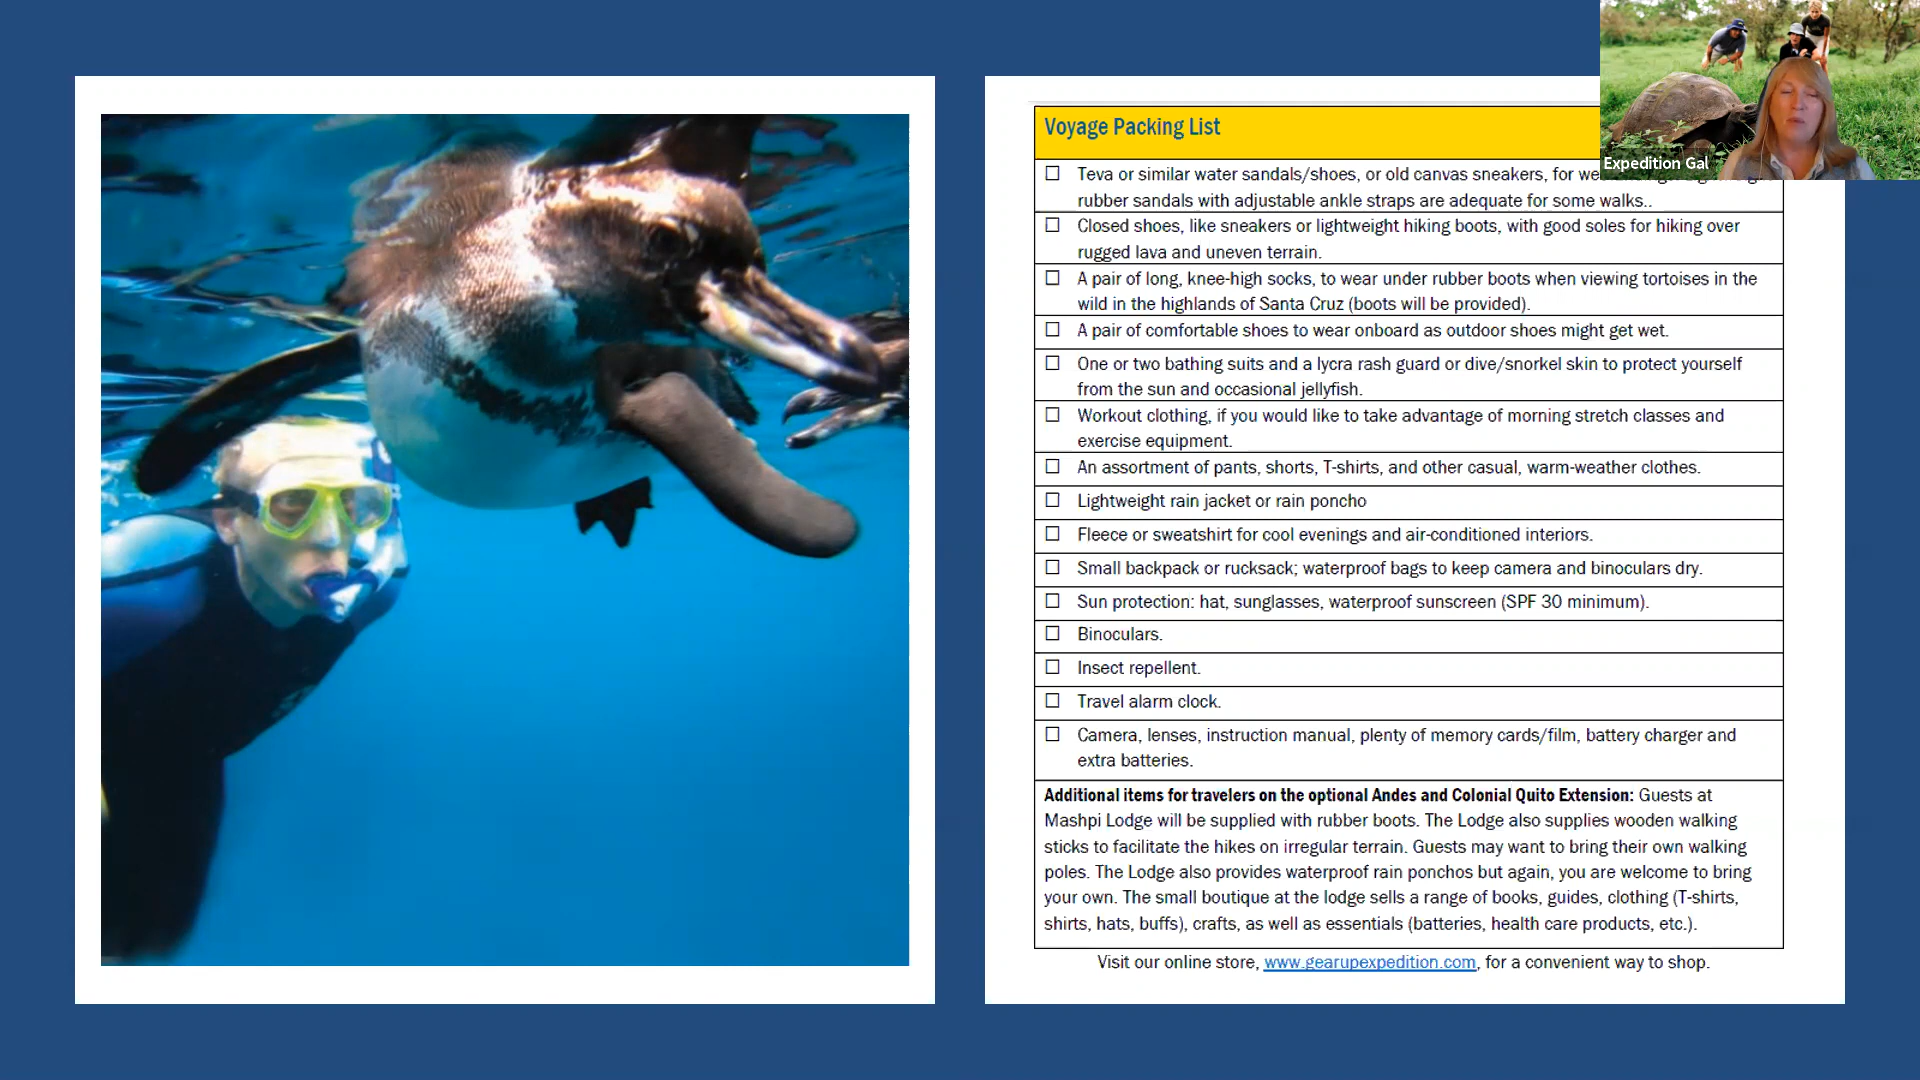 Voyage Packing List
Expedition Gal
☐ Teva or similar water sandals/shoes, or old canvas sneakers, for
rubber sandals with adjustable ankle straps are adequate for some walks..
☐ Closed shoes, like sneakers or lightweight hiking boots, with good soles for hiking over
rugged lava and uneven terrain.
☐ A pair of long, knee-high socks, to wear under rubber boots when viewing tortoises in the
wild in the highlands of Santa Cruz (boots will be provided).
☐ A pair of comfortable shoes to wear onboard as outdoor shoes might get wet.
☐ One or two bathing suits and a lycra rash guard or dive/snorkel skin to protect yourself
from the sun and occasional jellyfish.
☐ Workout clothing, if you would like to take advantage of morning stretch classes and
exercise equipment.
☐ An assortment of pants, shorts, T-shirts, and other casual, warm-weather clothes.
☐ Lightweight rain jacket or rain poncho
☐ Fleece or sweatshirt for cool evenings and air-conditioned interiors.
☐ Small backpack or rucksack; waterproof bags to keep camera and binoculars dry.
☐ Sun protection: hat, sunglasses, waterproof sunscreen (SPF 30 minimum).
☐ Binoculars.
☐ Insect repellent.
☐ Travel alarm clock.
☐ Camera, lenses, instruction manual, plenty of memory cards/film, battery charger and
extra batteries.
Additional items for travelers on the optional Andes and Colonial Quito Extension: Guests at
Mashpi Lodge will be supplied with rubber boots. The Lodge also supplies wooden walking
sticks to facilitate the hikes on irregular terrain. Guests may want to bring their own walking
poles. The Lodge also provides waterproof rain ponchos but again, you are welcome to bring
your own. The small boutique at the lodge sells a range of books, guides, clothing (T-shirts,
shirts, hats, buffs), crafts, as well as essentials (batteries, health care products, etc.).
Visit our online store, www.gearupexpedition.com, for a convenient way to shop.